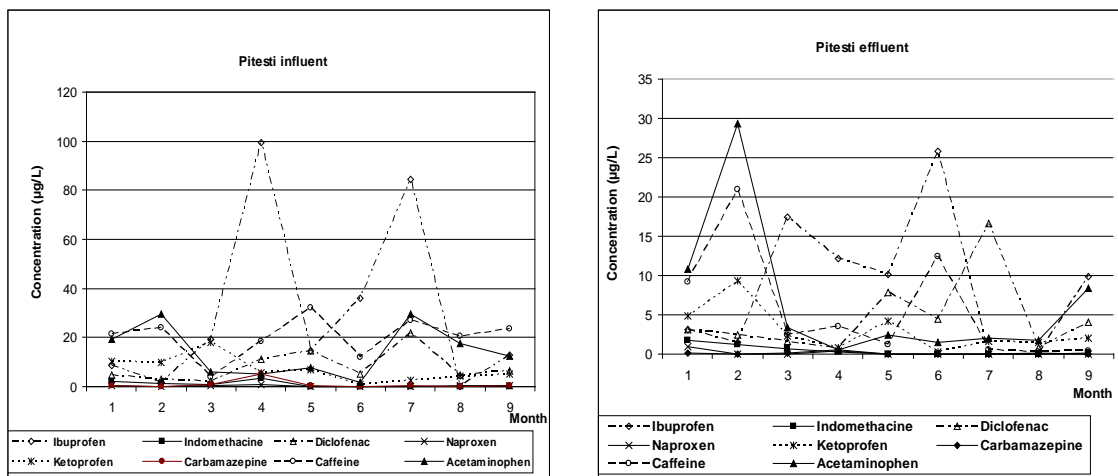 Pitesti influent
Concentration (µg/L)
120
100
80
60
40
20
0
1 2 3 4 5 6 7 8 9
Month
Ibuprofen Indomethacine Diclofenac Naproxen
Ketoprofen Carbamazepine Caffeine Acetaminophen
Pitesti effluent
Concentration (µg/L)
35
30
25
20
15
10
5
0
1 2 3 4 5 6 7 8 9
Month
Ibuprofen Indomethacine Diclofenac
Naproxen Ketoprofen Carbamazepine
Caffeine Acetaminophen